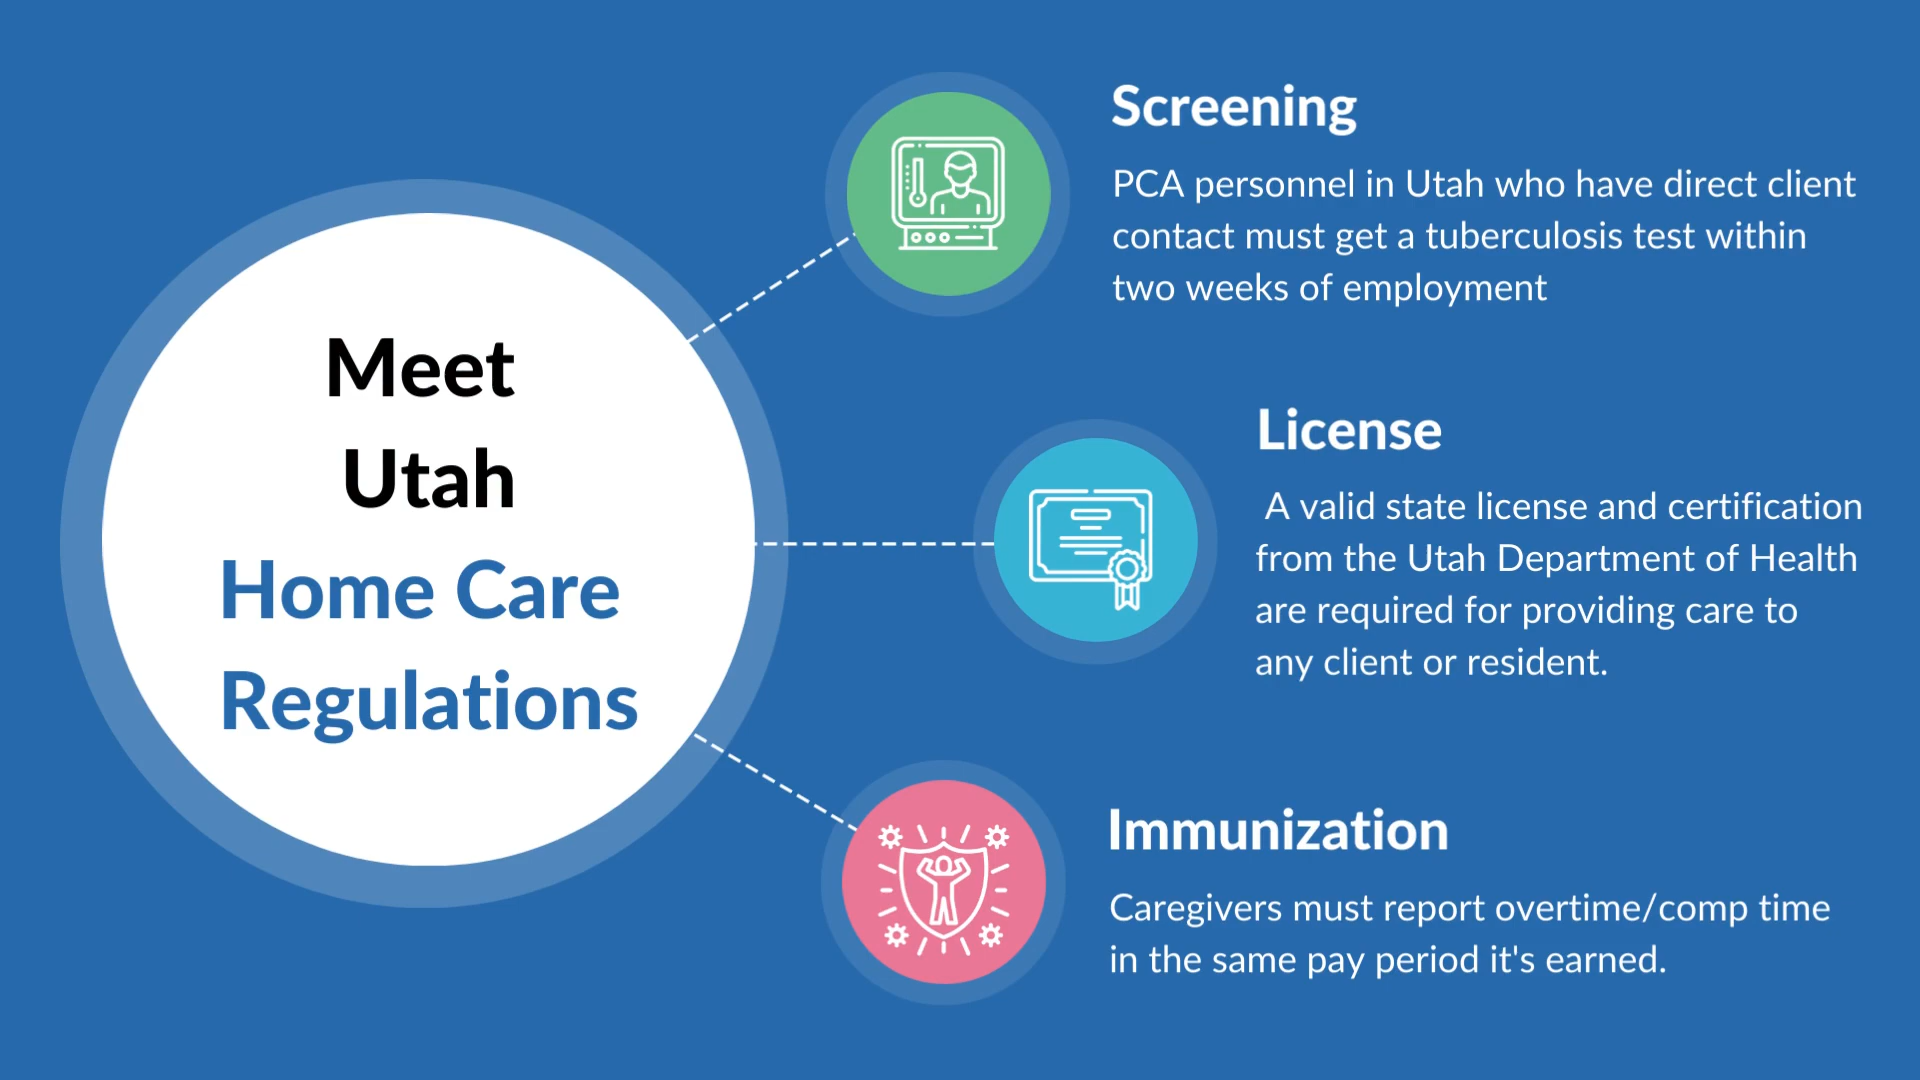 Meet
Utah
Home Care
Regulations
Screening
PCA personnel in Utah who have direct client
contact must get a tuberculosis test within
two weeks of employment
License
A valid state license and certification
from the Utah Department of Health
are required for providing care to
any client or resident.
Immunization
Caregivers must report overtime/comp time
in the same pay period it's earned.